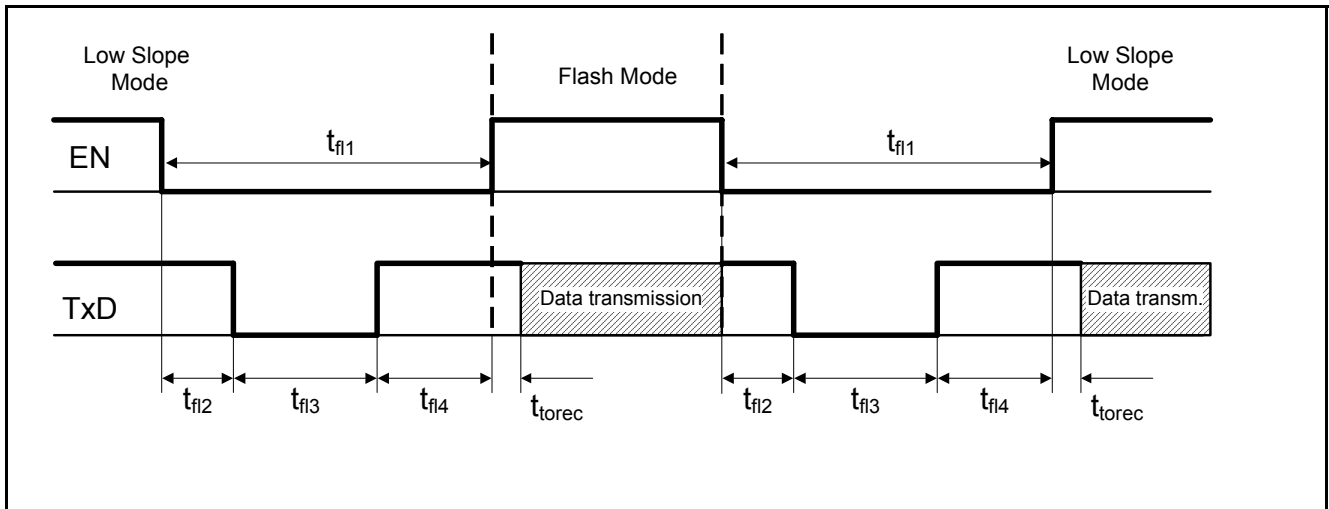 Low Slope
Mode
Flash Mode
Low Slope
Mode
EN
tfl1
tfl1
TxD
Data transmission
Data transm.
tfl2
tfl3
tfl4
ttorec
tfl2
tfl3
tfl4
ttorec